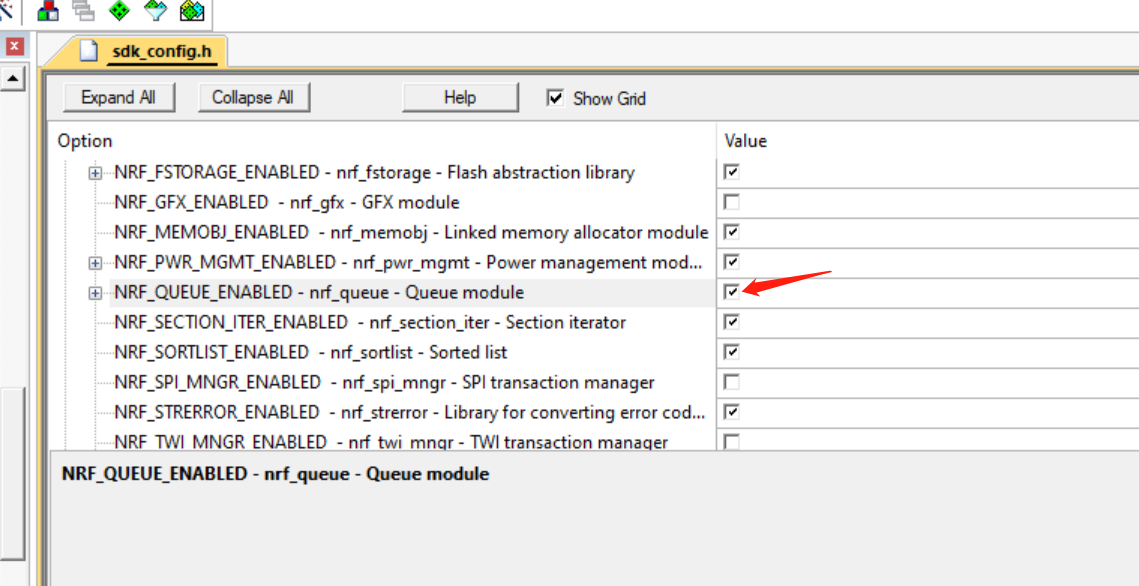 sdk_config.h
Expand All Collapse All Help Show Grid
Option Value
NRF_FSTORAGE_ENABLED - nrf_fstorage - Flash abstraction library
NRF_GFX_ENABLED - nrf_gfx - GFX module
NRF_MEMOBJ_ENABLED - nrf_memobj - Linked memory allocator module
NRF_PWR_MGMT_ENABLED - nrf_pwr_mgmt - Power management mod...
NRF_QUEUE_ENABLED - nrf_queue - Queue module
NRF_SECTION_ITER_ENABLED - nrf_section_iter - Section iterator
NRF_SORTLIST_ENABLED - nrf_sortlist - Sorted list
NRF_SPI_MNGR_ENABLED - nrf_spi_mngr - SPI transaction manager
NRF_STRERROR_ENABLED - nrf_strerror - Library for converting error cod...
NRF_TWI_MNGR_ENABLED - nrf_twi_mngr - TWI transaction manager
NRF_QUEUE_ENABLED - nrf_queue - Queue module